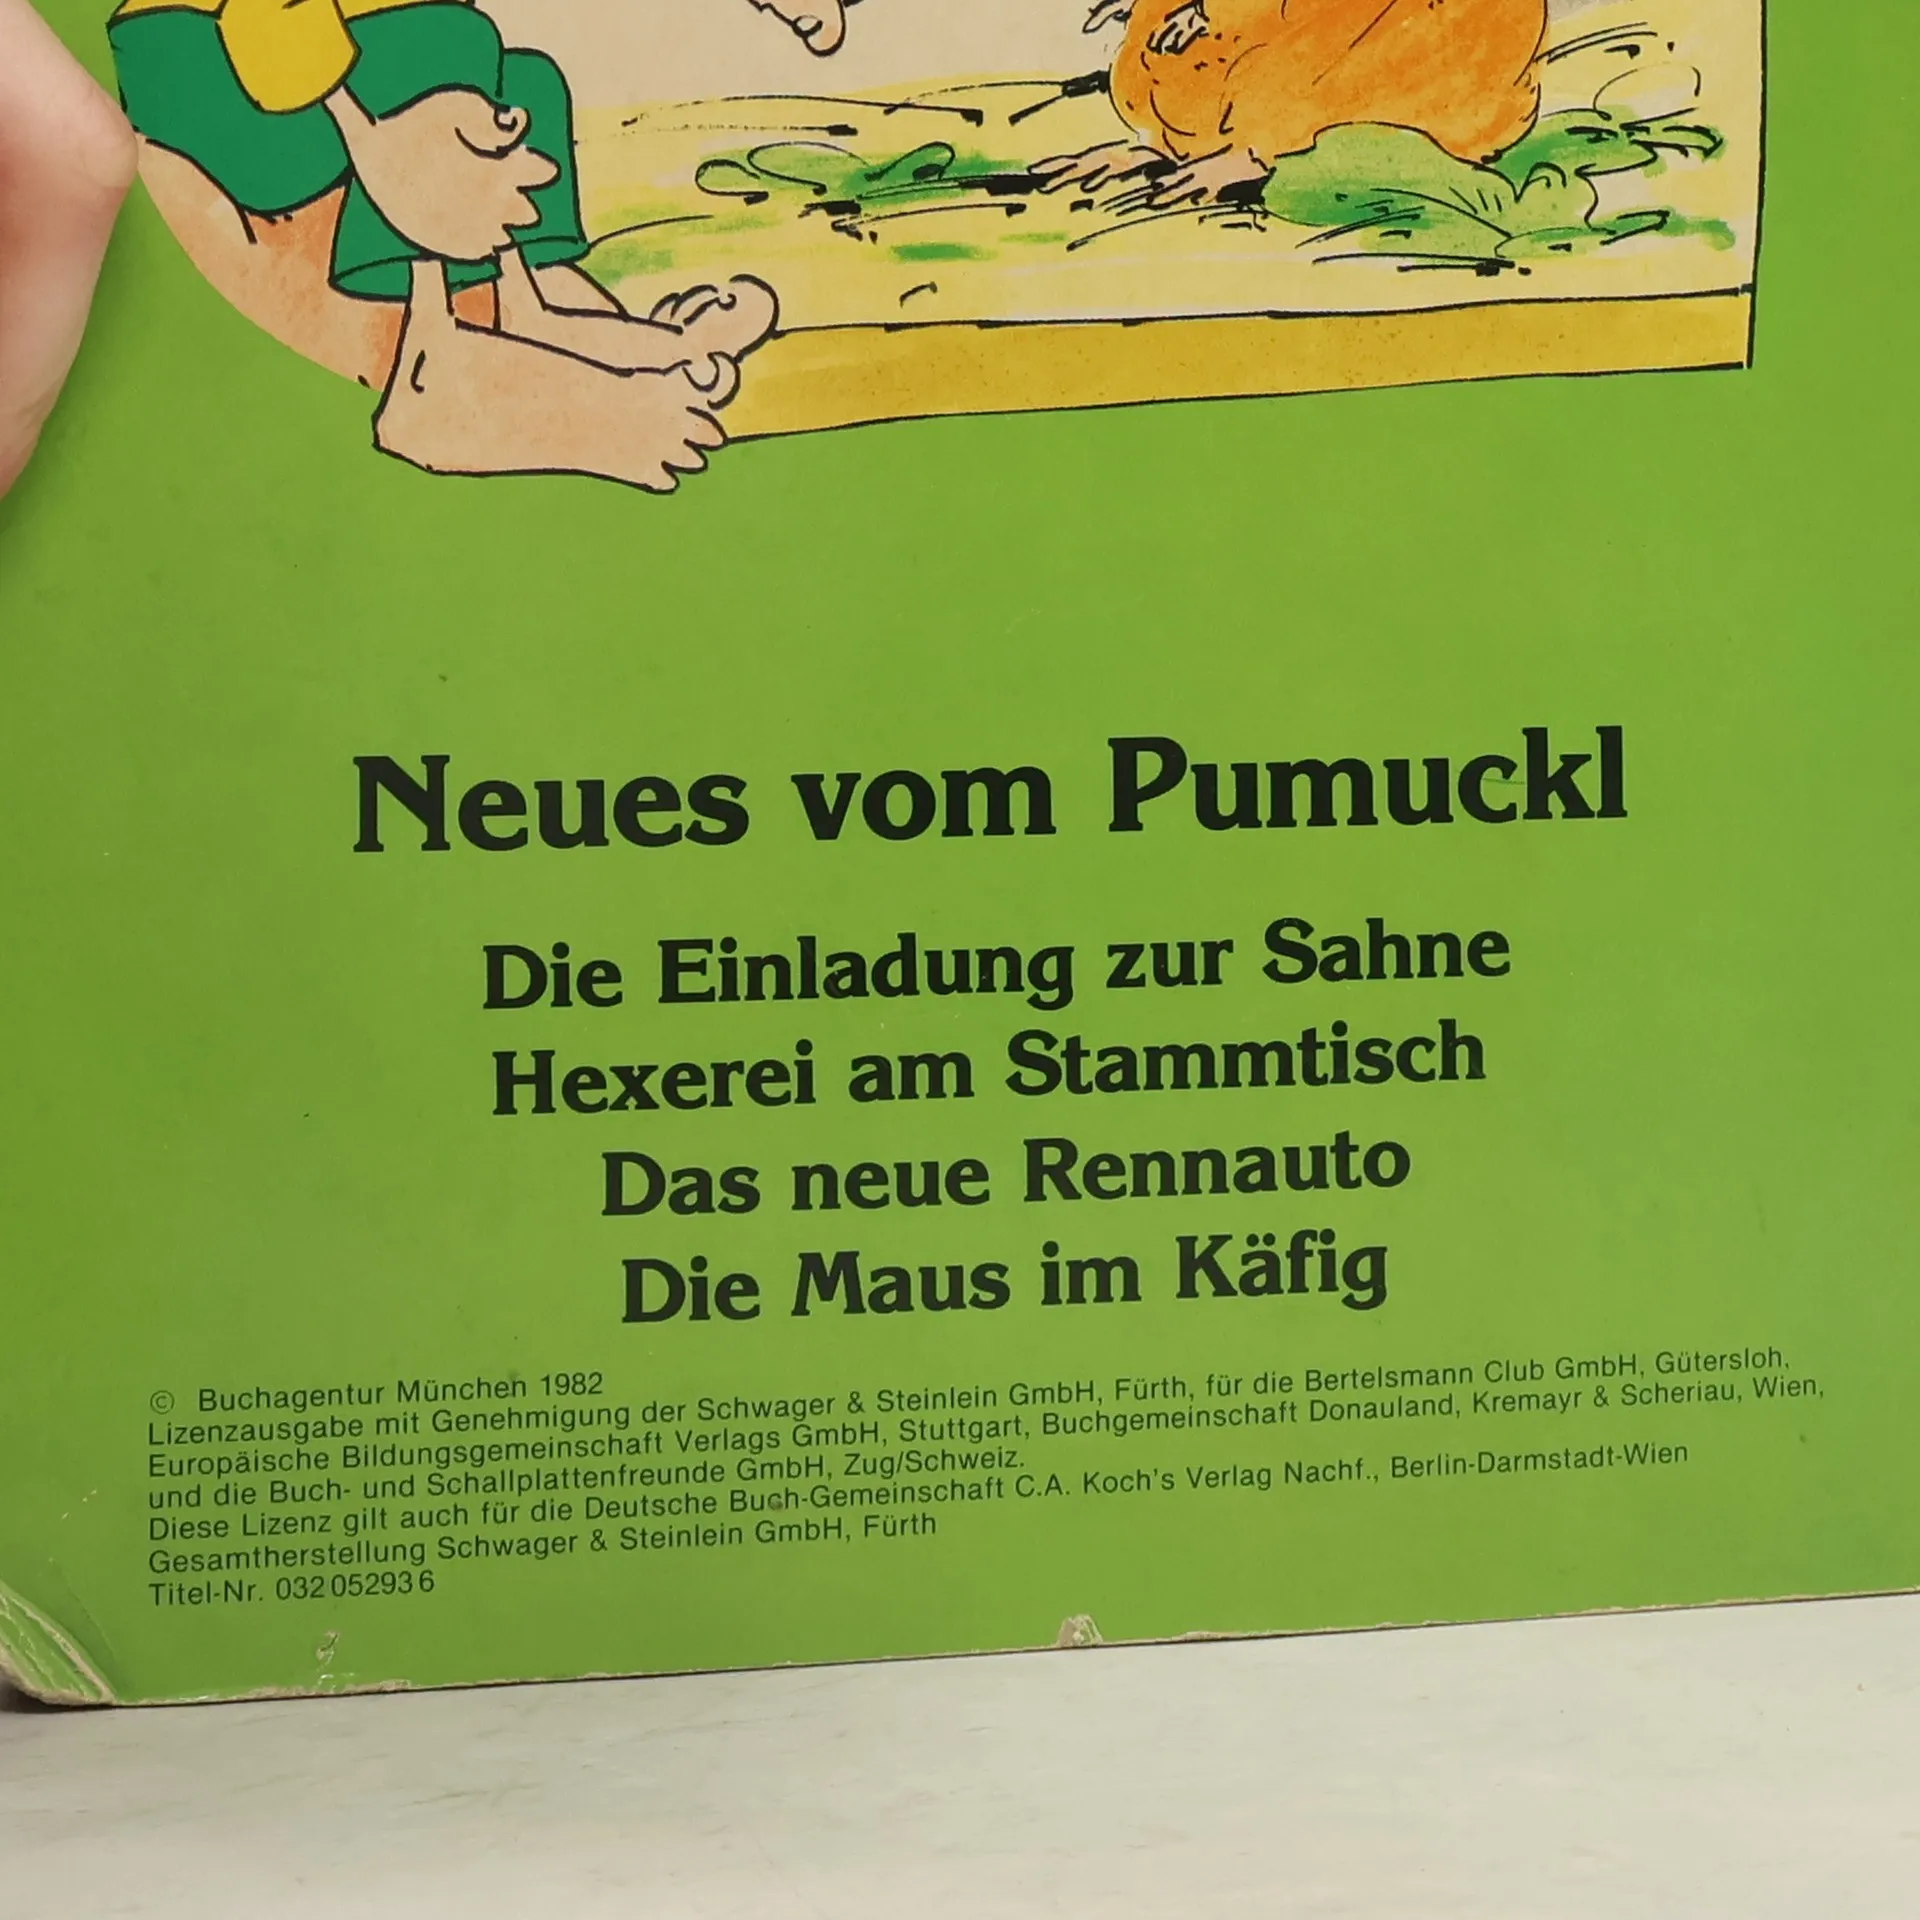 Neues vom Pumuckl
Die Einladung zur Sahne
Hexerei am Stammtisch
Das neue Rennauto
Die Maus im Käfig
© Buchagentur München 1982
Lizenzausgabe mit Genehmigung der Schwager & Steinlein GmbH, Fürth, für die Bertelsmann Club GmbH, Gütersloh,
Europäische Bildungsgemeinschaft Verlags GmbH, Stuttgart, Buchgemeinschaft Donauland, Kremayr & Scheriau, Wien,
und die Buch- und Schallplattenfreunde GmbH, Zug/Schweiz.
Diese Lizenz gilt auch für die Deutsche Buch-Gemeinschaft C.A. Koch's Verlag Nachf., Berlin-Darmstadt-Wien
Gesamtherstellung Schwager & Steinlein GmbH, Fürth
Titel-Nr. 032052936